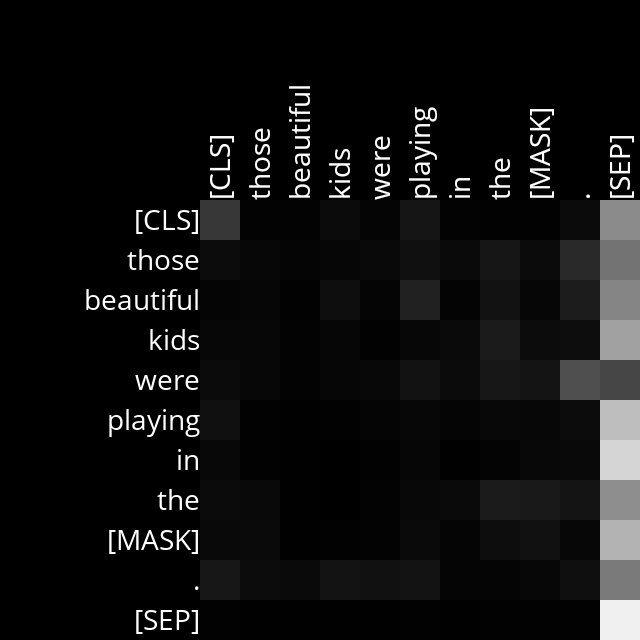 [CLS] those beautiful kids were playing in the [MASK] . [SEP]
[CLS]
those
beautiful
kids
were
playing
in
the
[MASK]
.
[SEP]